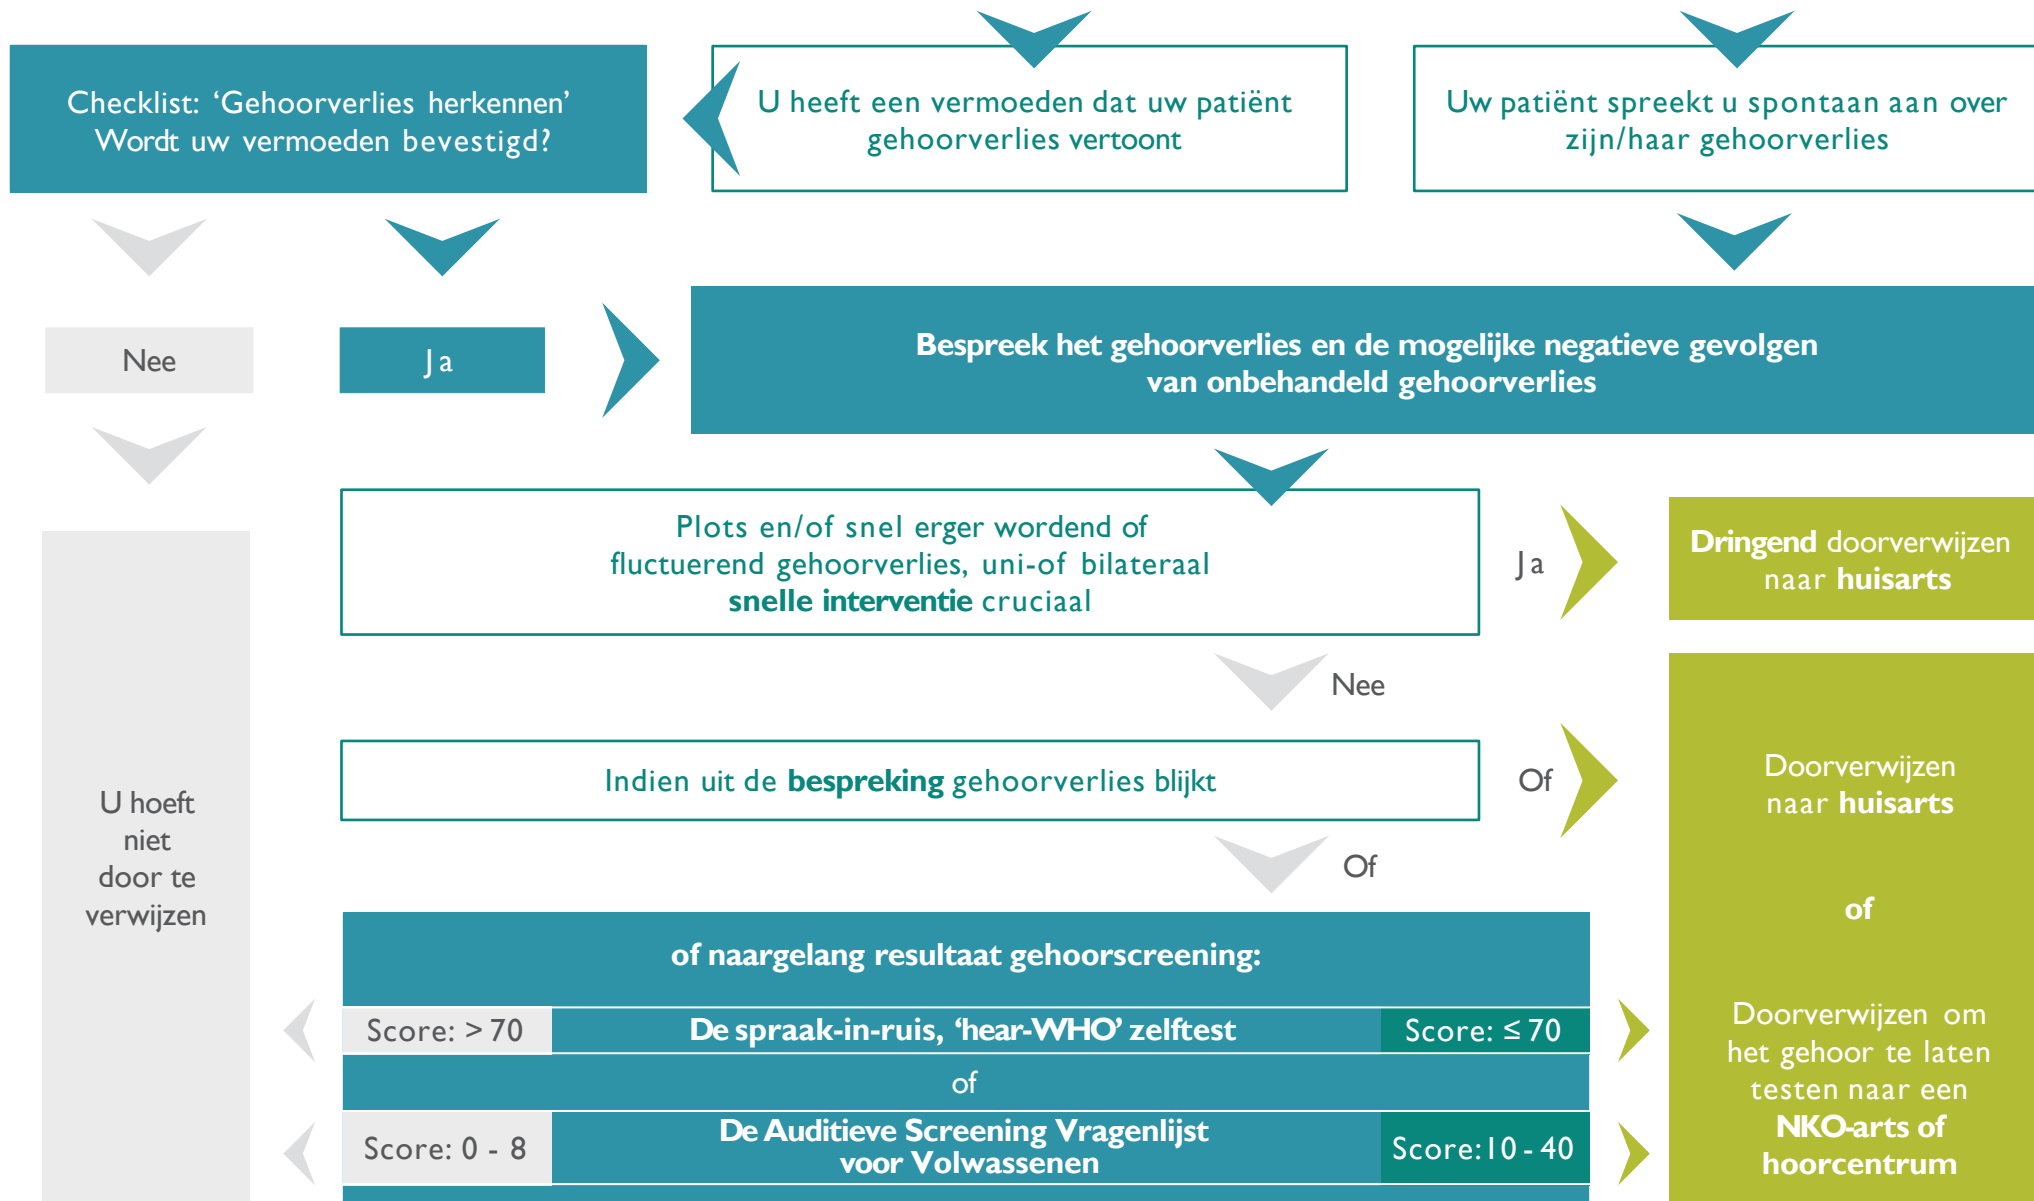 Checklist: ‘Gehoorverlies herkennen’
Wordt uw vermoeden bevestigd?
U heeft een vermoeden dat uw patiënt
gehoorverlies vertoont
Uw patiënt spreekt u spontaan aan over
zijn/haar gehoorverlies
Nee
Ja
Bespreek het gehoorverlies en de mogelijke negatieve gevolgen
van onbehandeld gehoorverlies
Plots en/of snel erger wordend of
fluctuerend gehoorverlies, uni-of bilateraal
snelle interventie cruciaal
Ja
Dringend doorverwijzen
naar huisarts
Nee
Indien uit de bespreking gehoorverlies blijkt
Of
Doorverwijzen
naar huisarts
of
Doorverwijzen om
het gehoor te laten
testen naar een
NKO-arts of
hoorcentrum
Of
U hoeft
niet
door te
verwijzen
of naargelang resultaat gehoorscreening:
Score: > 70
De spraak-in-ruis, ‘hear-WHO’ zelftest
Score: ≤ 70
of
Score: 0 - 8
De Auditieve Screening Vragenlijst
voor Volwassenen
Score:10 - 40